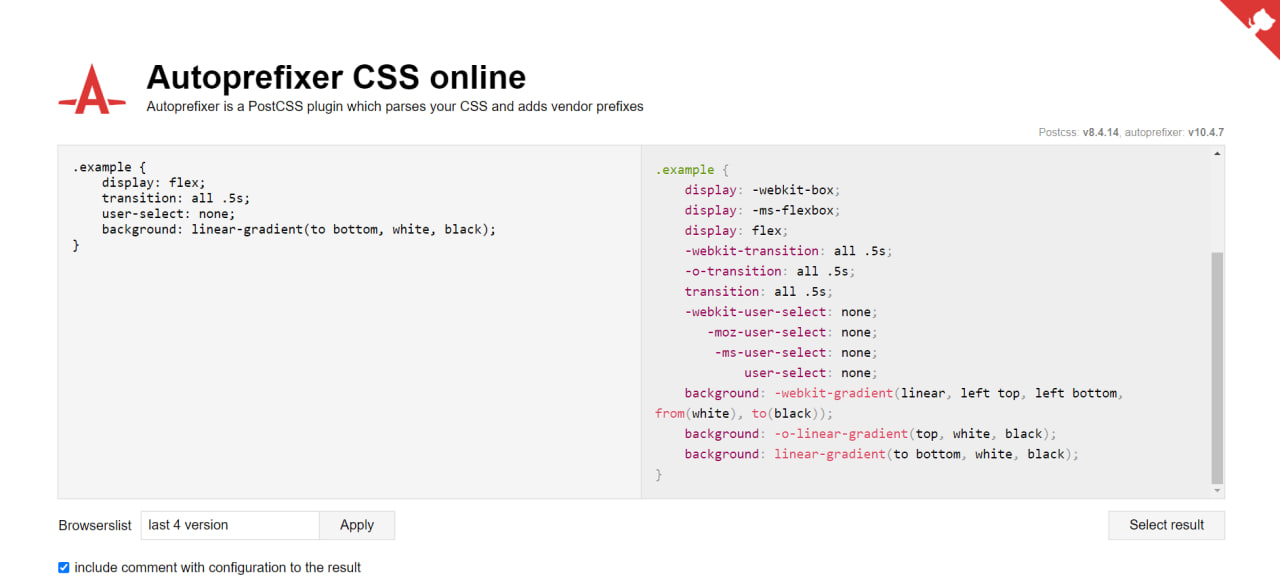 Autoprefixer CSS online
Autoprefixer is a PostCSS plugin which parses your CSS and adds vendor prefixes
Postcss: v8.4.14, autoprefixer: v10.4.7
.example {
    display: flex;
    transition: all .5s;
    user-select: none;
    background: linear-gradient(to bottom, white, black);
}
.example {
    display: -webkit-box;
    display: -ms-flexbox;
    display: flex;
    -webkit-transition: all .5s;
    -o-transition: all .5s;
    transition: all .5s;
    -webkit-user-select: none;
       -moz-user-select: none;
        -ms-user-select: none;
            user-select: none;
    background: -webkit-gradient(linear, left top, left bottom,
from(white), to(black));
    background: -o-linear-gradient(top, white, black);
    background: linear-gradient(to bottom, white, black);
}
Browserslist last 4 version Apply Select result
include comment with configuration to the result